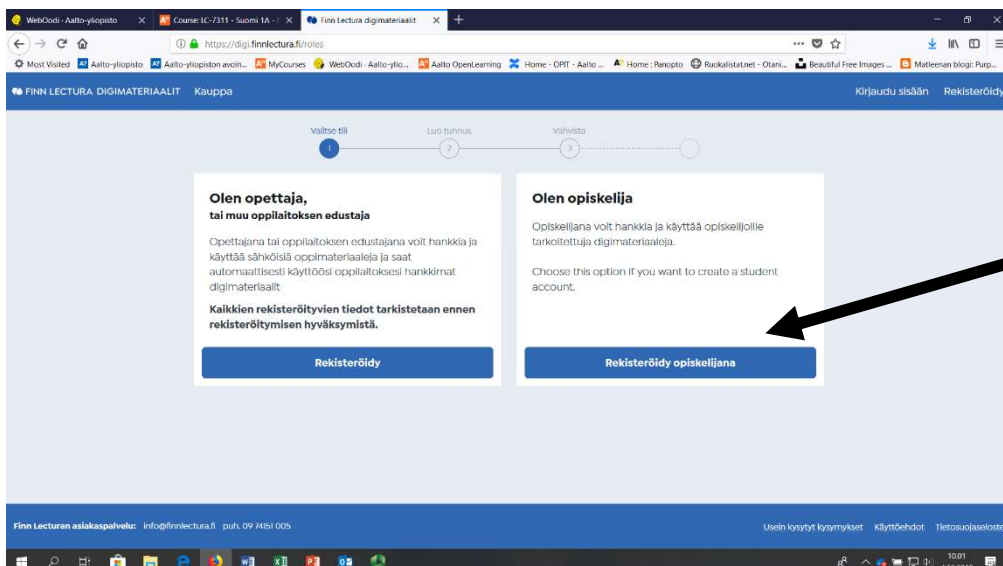 WebOodi - Aalto-yliopisto
Course: LC-7311 - Suomi 1A -
Finn Lectura digimateriaalit
https://digi.finnlectura.fi/roles
Most Visited
Aalto-yliopisto
Aalto-yliopiston avoin...
MyCourses
WebOodi - Aalto-ylio...
Aalto OpenLearning
Home - OPIT - Aalto ...
Home : Panopto
Ruokalistat.net - Otani...
Beautiful Free Images ...
Matleenan blogi: Purp...
FINN LECTURA DIGIMATERIAALIT
Kauppa
Kirjaudu sisään
Rekisteröidy
Valitse tili
Luo tunnus
Vahvista
1
2
3
Olen opettaja,
tai muu oppilaitoksen edustaja
Opettajana tai oppilaitoksen edustajana voit hankkia ja
käyttää sähköisiä oppimateriaaleja ja saat
automaattisesti käyttöösi oppilaitoksesi hankkimat
digimateriaalit
Kaikkien rekisteröityvien tiedot tarkistetaan ennen
rekisteröitymisen hyväksymistä.
Rekisteröidy
Olen opiskelija
Opiskelijana voit hankkia ja käyttää opiskelijoille
tarkoitettuja digimateriaaleja.
Choose this option if you want to create a student
account.
Rekisteröidy opiskelijana
Finn Lecturan asiakaspalvelu: info@finnlectura.fi puh. 09 74151 005
Usein kysytyt kysymykset
Käyttöehdot
Tietosuojaseloste
10.01